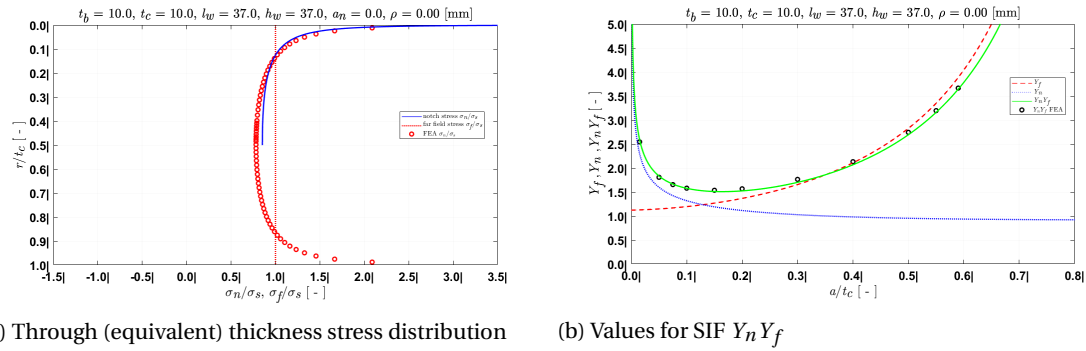 t_b = 10.0, t_c = 10.0, l_w = 37.0, h_w = 37.0, a_n = 0.0, ρ = 0.00 [mm]
0.0|
0.1|
0.2|
0.3|
0.4|
0.5|
0.6|
0.7|
0.8|
0.9|
1.0|
r/t_c [ - ]
notch stress σ_n/σ_s
far field stress σ_f/σ_s
FEA σ_n/σ_s
-1.5| -1.0| -0.5| 0.0| 0.5| 1.0| 1.5| 2.0| 2.5| 3.0| 3.5|
σ_n/σ_s, σ_f/σ_s [ - ]
) Through (equivalent) thickness stress distribution
t_b = 10.0, t_c = 10.0, l_w = 37.0, h_w = 37.0, a_n = 0.0, ρ = 0.00 [mm]
5.0|
4.5|
4.0|
3.5|
3.0|
2.5|
2.0|
1.5|
1.0|
0.5|
0.0|
Y_f , Y_n , Y_nY_f [ - ]
Y_f
Y_n
Y_nY_f
Y_nY_f FEA
0.0| 0.1| 0.2| 0.3| 0.4| 0.5| 0.6| 0.7| 0.8|
a/t_c [ - ]
(b) Values for SIF Y_nY_f